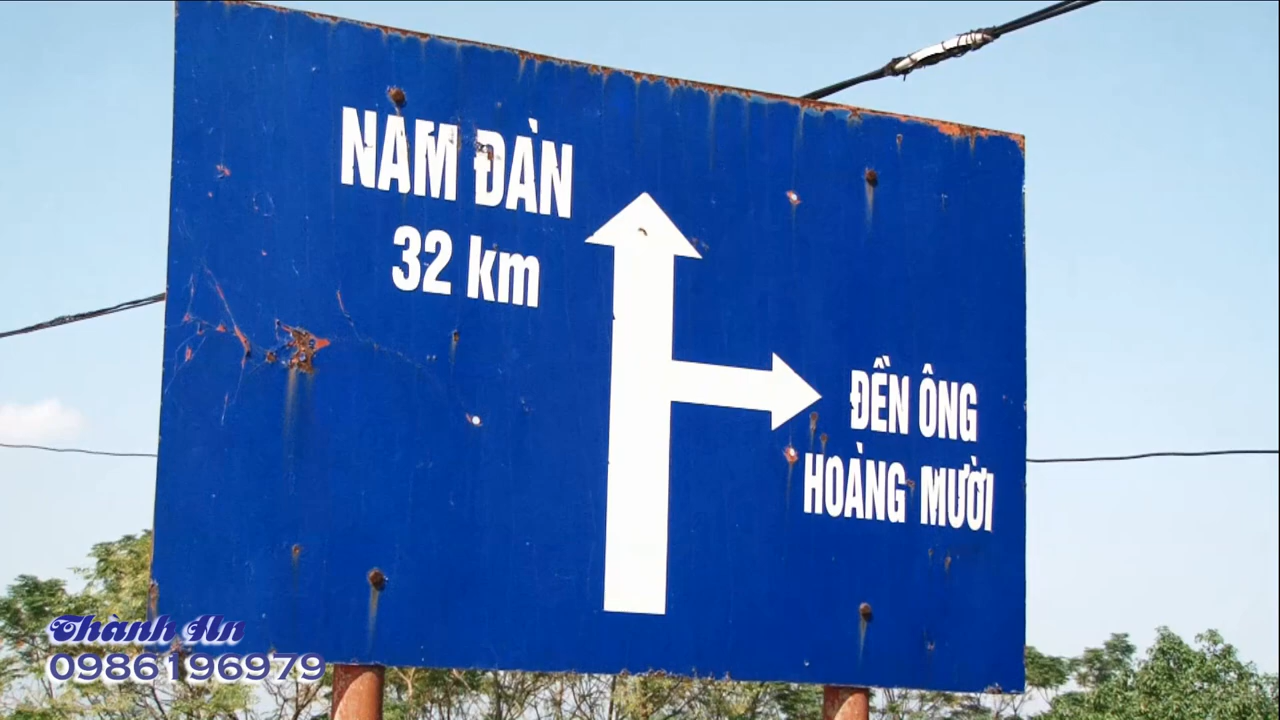 NAM ĐÀN
32 km
ĐỀN ÔNG
HOÀNG MƯỜI
Thành An
0986196979